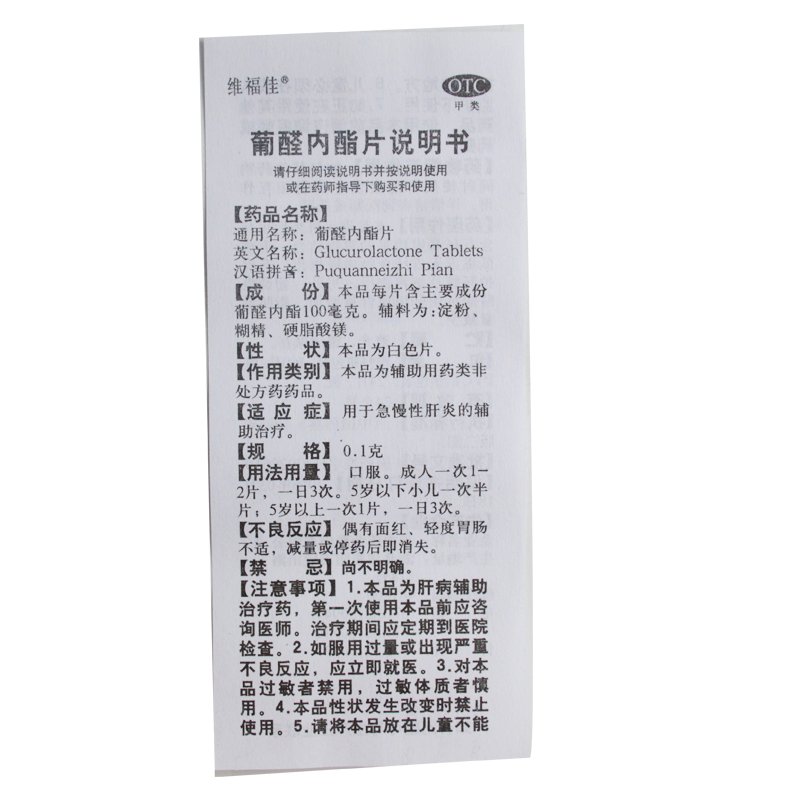 维福佳®
OTC
甲类
葡醛内酯片说明书
请仔细阅读说明书并按说明使用
或在药师指导下购买和使用
【药品名称】
通用名称：葡醛内酯片
英文名称：Glucurolactone Tablets
汉语拼音：Puquanneizhi Pian
【成 份】本品每片含主要成份
葡醛内酯100毫克。辅料为:淀粉、
糊精、硬脂酸镁。
【性 状】本品为白色片。
【作用类别】本品为辅助用药类非
处方药药品。
【适 应 症】用于急慢性肝炎的辅
助治疗。
【规 格】0.1克
【用法用量】口服。成人一次1-
2片，一日3次。5岁以下小儿一次半
片；5岁以上一次1片，一日3次。
【不良反应】偶有面红、轻度胃肠
不适，减量或停药后即消失。
【禁 忌】尚不明确。
【注意事项】1.本品为肝病辅助
治疗药，第一次使用本品前应咨
询医师。治疗期间应定期到医院
检查。2.如服用过量或出现严重
不良反应，应立即就医。3.对本
品过敏者禁用，过敏体质者慎
用。4.本品性状发生改变时禁止
使用。5.请将本品放在儿童不能